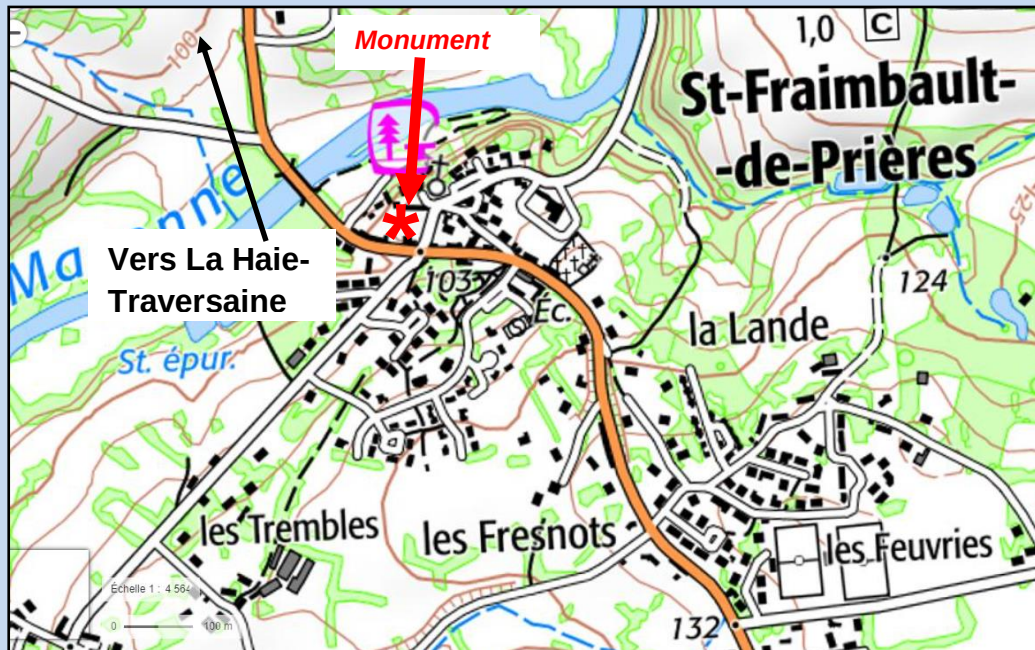 Monument
1,0 C
100
St-Fraimbault-
-de-Prières
Ma enne
Vers La Haie-
Traversaine
103
Éc.
124
125
la Lande
St. épur.
les Trembles
les Fresnots
les Feuvries
Échelle 1 : 4 564
0 100 m
132